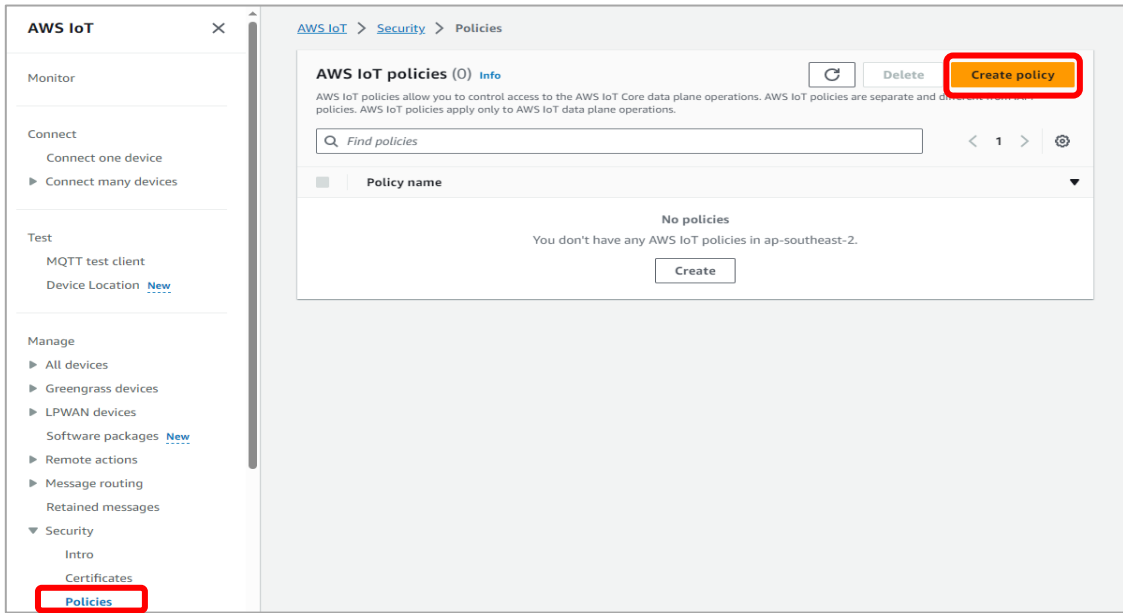 AWS IoT
Monitor
Connect
Connect one device
Connect many devices
Test
MQTT test client
Device Location New
Manage
All devices
Greengrass devices
LPWAN devices
Software packages New
Remote actions
Message routing
Retained messages
Security
Intro
Certificates
Policies
AWS IoT > Security > Policies
AWS IoT policies (0) Info
Delete
Create policy
AWS IoT policies allow you to control access to the AWS IoT Core data plane operations. AWS IoT policies are separate and different from
policies. AWS IoT policies apply only to AWS IoT data plane operations.
Find policies
< 1 >
Policy name
No policies
You don't have any AWS IoT policies in ap-southeast-2.
Create